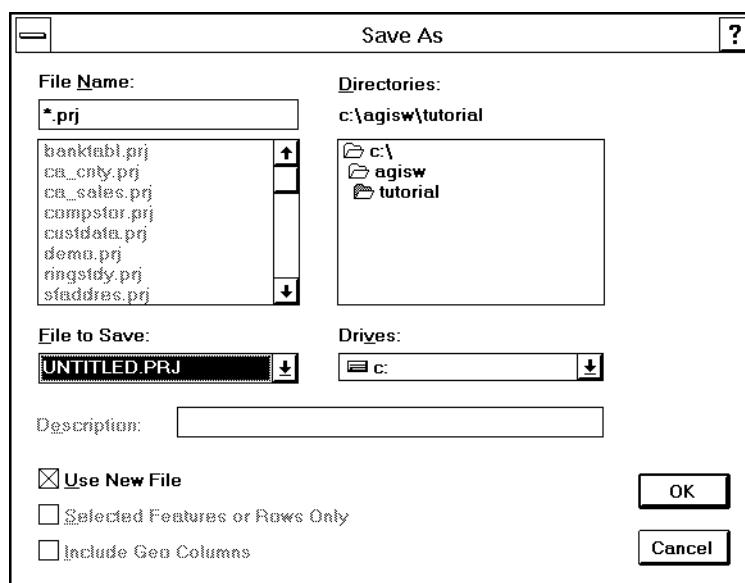 Save As
?
File Name:
*.prj
banktabl.prj
ca_cnty.prj
ca_sales.prj
compstor.prj
custdata.prj
demo.prj
ringstdy.prj
staddres.prj
Directories:
c:\agisw\tutorial
c:\
agisw
tutorial
File to Save:
UNTITLED.PRJ
Drives:
c:
Description:
Use New File
Selected Features or Rows Only
Include Geo Columns
OK
Cancel